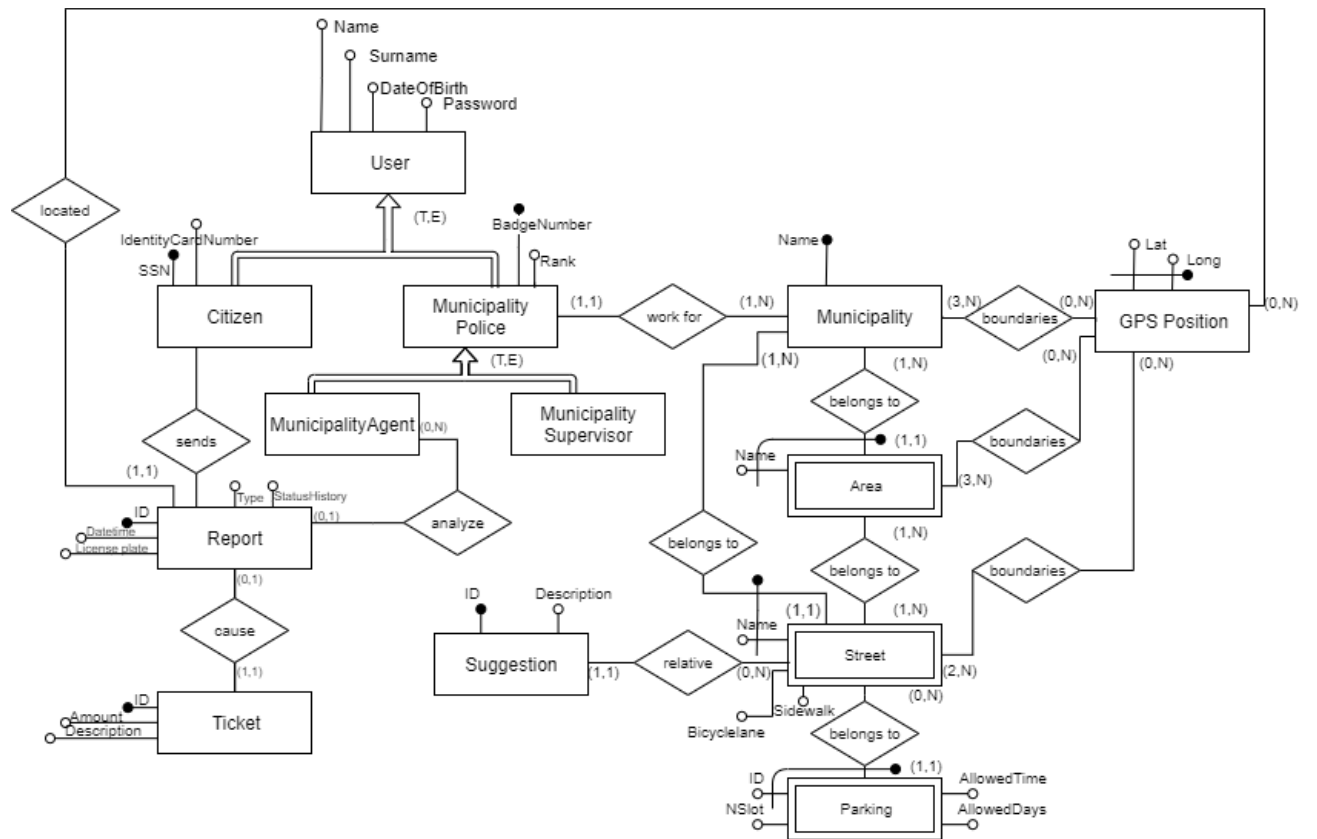 Name
Surname
DateOfBirth
Password
User
located
(T,E)
BadgeNumber
IdentityCardNumber
SSN
Rank
Name
Lat
Long
Citizen
Municipality
Police
(1,1)
work for
(1,N)
Municipality
(3,N)
boundaries
(0,N)
GPS Position
(0,N)
(T,E)
(1,N)
(1,N)
(0,N)
(0,N)
MunicipalityAgent
(0,N)
Municipality
Supervisor
belongs to
sends
(1,1)
Name
(1,1)
boundaries
(1,1)
Area
(3,N)
Type
StatusHistory
ID
(0,1)
Datetime
License plate
Report
analyze
belongs to
(1,N)
belongs to
boundaries
(0,1)
ID
Description
(1,1)
(1,N)
cause
Name
Suggestion
(1,1)
relative
(0,N)
Street
(2,N)
(1,1)
(0,N)
ID
Amount
Description
Ticket
Sidewalk
Bicyclelane
belongs to
(1,1)
ID
AllowedTime
NSlot
Parking
AllowedDays